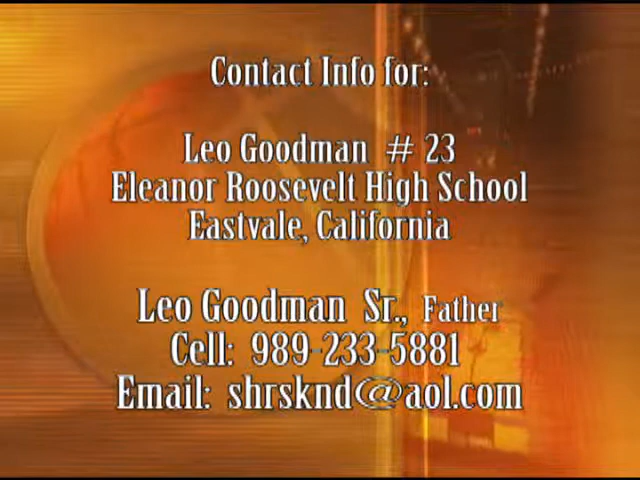 Contact Info for:
Leo Goodman # 23
Eleanor Roosevelt High School
Eastvale, California
Leo Goodman Sr., Father
Cell: 989-233-5881
Email: shrsknd@aol.com